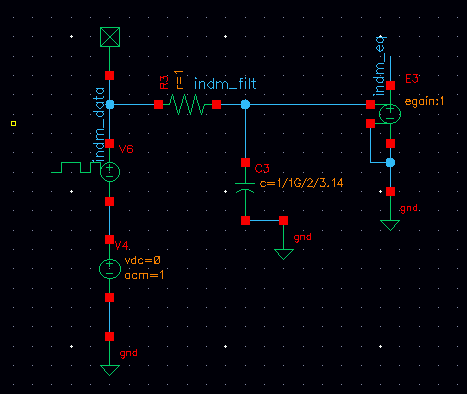 indm_data
R3
r=1
indm_filt
indm_eq
E3
egain:1
V6
C3
c=1/1G/2/3.14
gnd
gnd
V4
vdc=0
acm=1
gnd